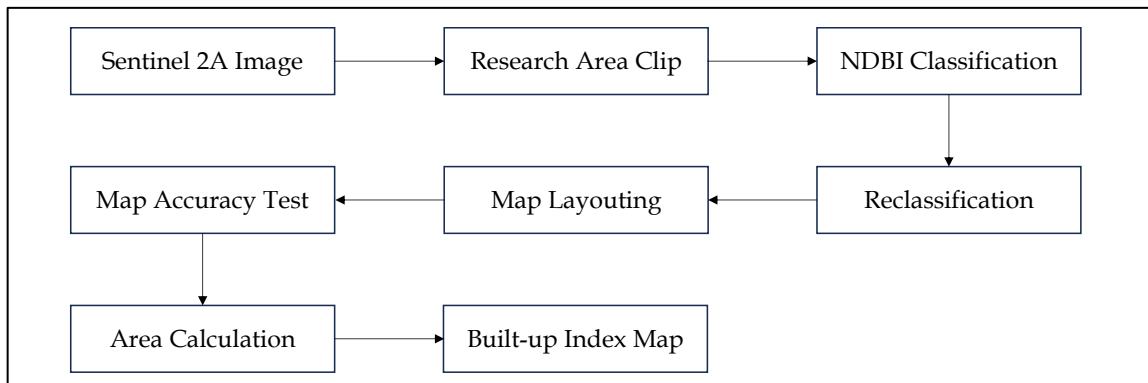 Sentinel 2A Image
Research Area Clip
NDBI Classification
Map Accuracy Test
Map Layouting
Reclassification
Area Calculation
Built-up Index Map